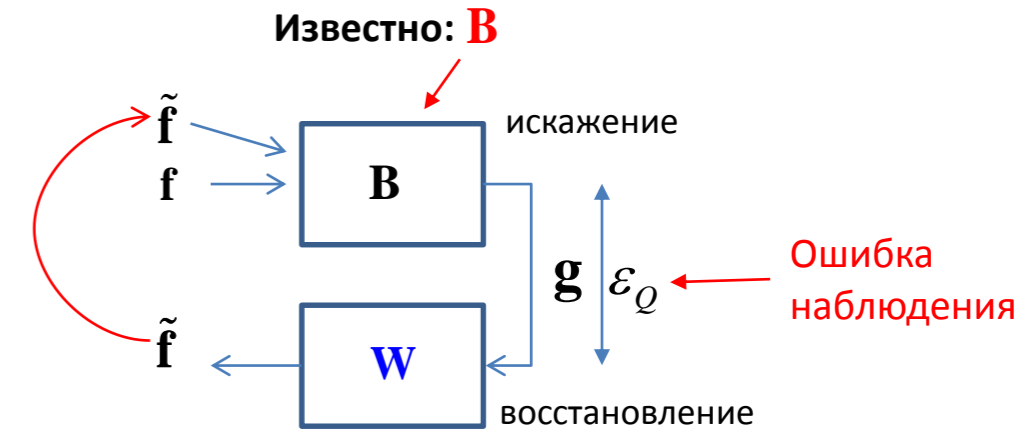 Известно: B
f̃
искажение
f
B
g
ε_Q
Ошибка
наблюдения
f̃
W
восстановление